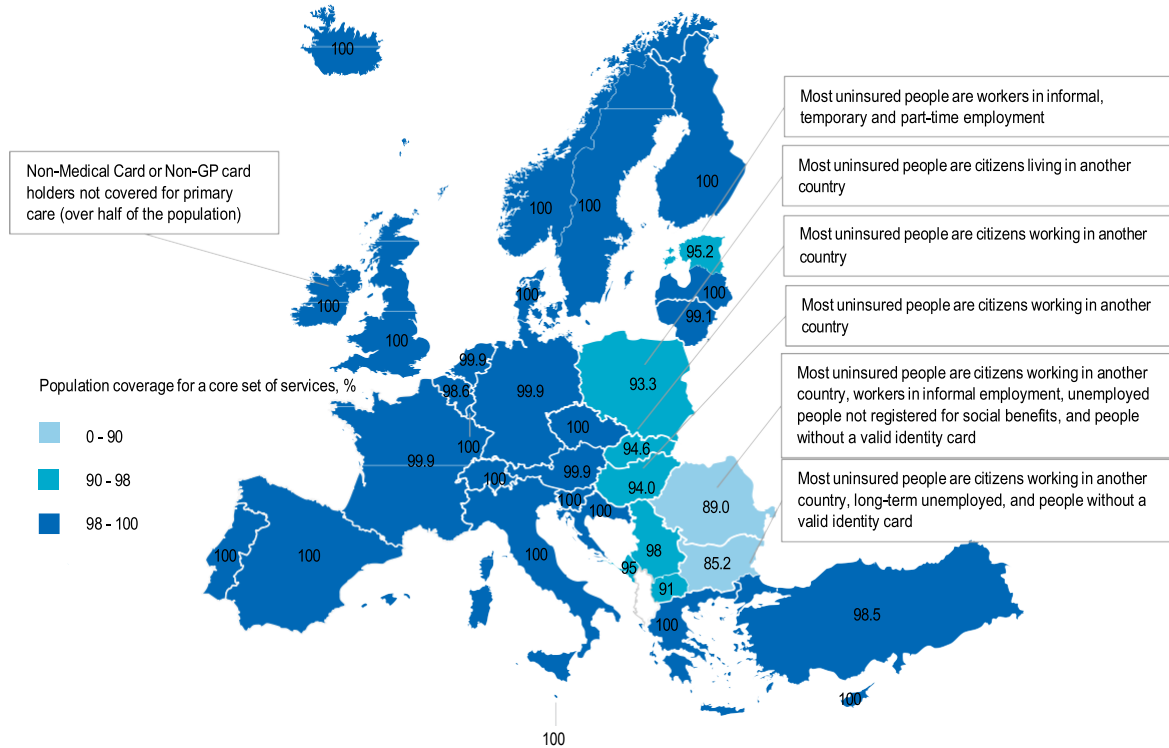 100
Most uninsured people are workers in informal,
temporary and part-time employment
Non-Medical Card or Non-GP card
holders not covered for primary
care (over half of the population)
Most uninsured people are citizens living in another
country
100
100
100
95.2
Most uninsured people are citizens working in another
country
100
100
100
99.1
Most uninsured people are citizens working in another
country
100
99.9
Population coverage for a core set of services, %
98.6
99.9
93.3
Most uninsured people are citizens working in another
country, workers in informal employment, unemployed
people not registered for social benefits, and people
without a valid identity card
0 - 90
90 - 98
98 - 100
100
100
94.6
99.9
99.9
100
94.0
100
100
89.0
Most uninsured people are citizens working in another
country, long-term unemployed, and people without a
valid identity card
100
100
100
98
85.2
95
91
100
98.5
100
100